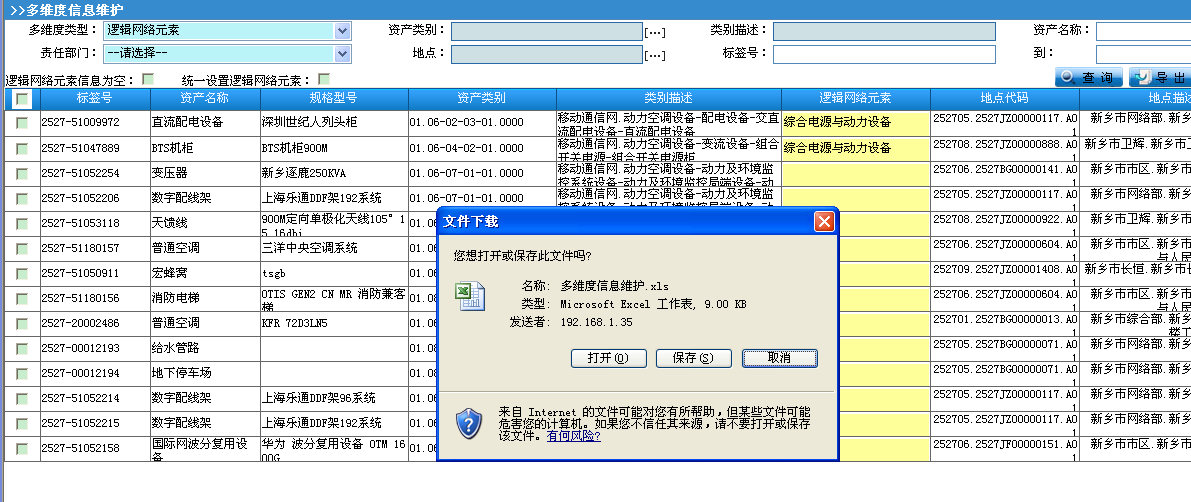 >>多维度信息维护
多维度类型： 逻辑网络元素 资产类别： [...] 类别描述： 资产名称：
责任部门： --请选择-- 地点： [...] 标签号： 到：
逻辑网络元素信息为空： 统一设置逻辑网络元素： 查 询 导 出
标签号 资产名称 规格型号 资产类别 类别描述 逻辑网络元素 地点代码 地点描述
2527-51009972 直流配电设备 深圳世纪人列头柜 01.06-02-03-01.0000 移动通信网.动力空调设备-配电设备-交直流配电设备-直流配电设备 综合电源与动力设备 252705.2527JZ00000117.A01 新乡市网络部.新乡
2527-51047889 BTS机柜 BTS机柜900M 01.06-04-02-01.0000 移动通信网.动力空调设备-变流设备-组合开关电源-组合开关电源柜 综合电源与动力设备 252708.2527JZ00000888.A01 新乡市卫辉.新乡市卫
2527-51052254 变压器 新乡逐鹿250KVA 01.06-07-01-01.0000 移动通信网.动力空调设备-动力及环境监控系统设备-动力及环境监控局端设备-动 252706.2527BG00000141.A01 新乡市市区.新乡
2527-51052206 数字配线架 上海乐通DDF架192系统 01.06-07-01-01.0000 移动通信网.动力空调设备-动力及环境监 252705.2527JZ00000117.A01 新乡市网络部.新乡
2527-51053118 天馈线 900M定向单极化天线105°15.16dbi 01.06 252708.2527JZ00000922.A01 新乡市卫辉.新乡
2527-51180157 普通空调 三洋中央空调系统 01.06 252706.2527JZ00000604.A01 新乡市市区.新乡与人民
2527-51050911 宏蜂窝 tsgb 01.06 252709.2527JZ00001408.A01 新乡市长恒.新乡市长
2527-51180156 消防电梯 OTIS GEN2 CN MR 消防兼客梯 01.06 252706.2527JZ00000604.A01 新乡市市区.新乡与人民
2527-20002486 普通空调 KFR 72D3LN5 01.06 252701.2527BG00000013.A01 新乡市综合部.新乡楼工
2527-00012193 给水管路 01.08 252705.2527BG00000071.A01 新乡市网络部.新乡
2527-00012194 地下停车场 01.08 252705.2527BG00000071.A01 新乡市网络部.新乡
2527-51052214 数字配线架 上海乐通DDF架96系统 01.06 252705.2527JZ00000117.A01 新乡市网络部.新乡
2527-51052215 数字配线架 上海乐通DDF架192系统 01.06 252705.2527JZ00000117.A01 新乡市网络部.新乡
2527-51052158 国际网波分复用设备 华为 波分复用设备 OTM 1600G 01.06 252706.2527JF00000151.A01 新乡市市区.新乡
文件下载
您想打开或保存此文件吗?
名称: 多维度信息维护.xls
类型: Microsoft Excel 工作表, 9.00 KB
发送者: 192.168.1.35
打开(O) 保存(S) 取消
来自 Internet 的文件可能对您有所帮助，但某些文件可能
危害您的计算机。如果您不信任其来源，请不要打开或保存
该文件。有何风险?